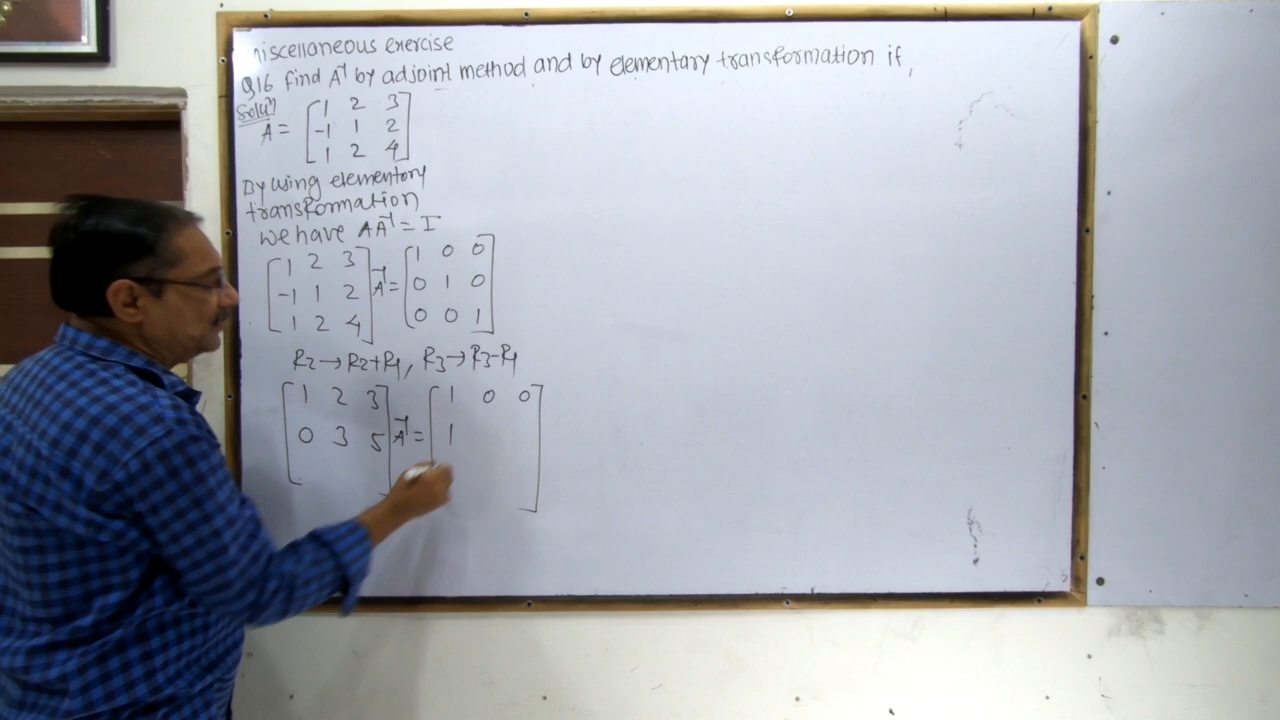 Miscellaneous exercise
Q16 find A⁻¹ by adjoint method and by elementary transformation if,
Soluⁿ
A = [1 2 3
-1 1 2
1 2 4]
By using elementary
transformation
we have AA⁻¹ = I
[1 2 3 [1 0 0
-1 1 2] A⁻¹ = 0 1 0
1 2 4 0 0 1]
R2→R2+R1, R3→R3-R1
[1 2 3] [1 0 0]
0 3 5 A⁻¹ = 1